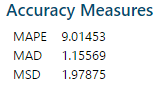 Accuracy Measures
MAPE 9.01453
MAD 1.15569
MSD 1.97875